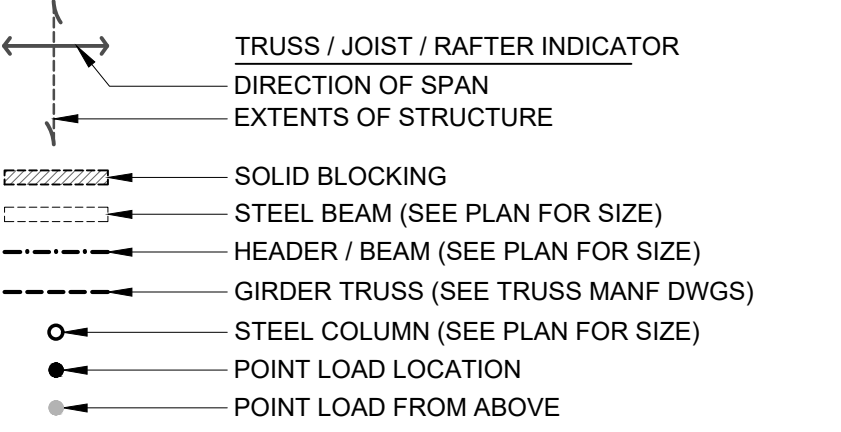 TRUSS / JOIST / RAFTER INDICATOR
DIRECTION OF SPAN
EXTENTS OF STRUCTURE
SOLID BLOCKING
STEEL BEAM (SEE PLAN FOR SIZE)
HEADER / BEAM (SEE PLAN FOR SIZE)
GIRDER TRUSS (SEE TRUSS MANF DWGS)
STEEL COLUMN (SEE PLAN FOR SIZE)
POINT LOAD LOCATION
POINT LOAD FROM ABOVE